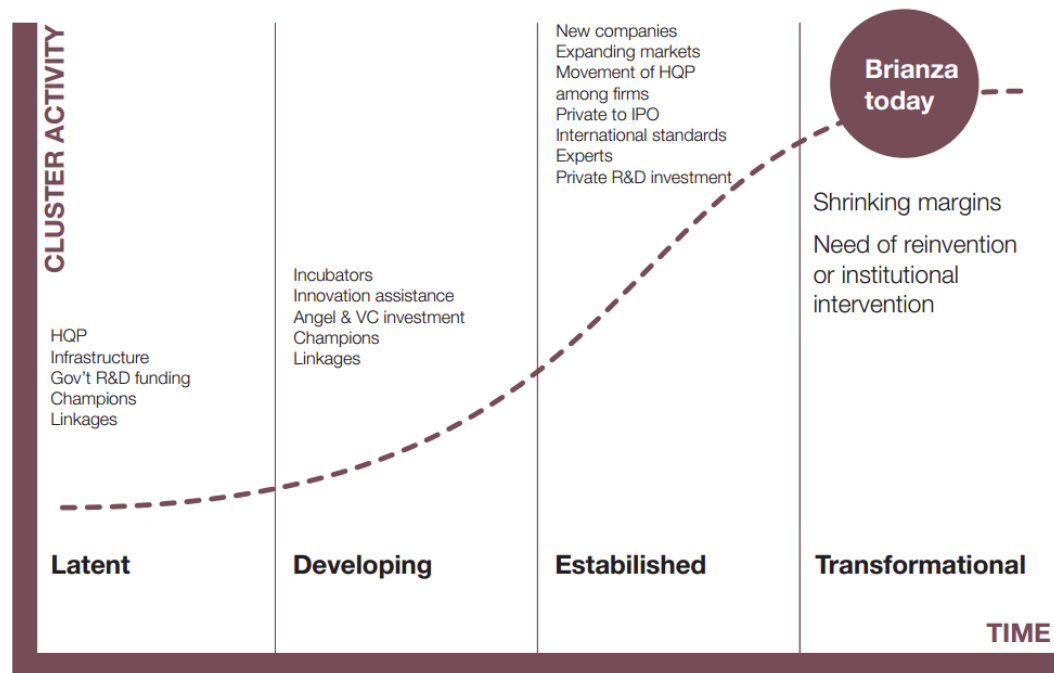 CLUSTER ACTIVITY
HQP
Infrastructure
Gov't R&D funding
Champions
Linkages
Latent
Incubators
Innovation assistance
Angel & VC investment
Champions
Linkages
Developing
New companies
Expanding markets
Movement of HQP
among firms
Private to IPO
International standards
Experts
Private R&D investment
Estabilished
Brianza
today
Shrinking margins
Need of reinvention
or institutional
intervention
Transformational
TIME